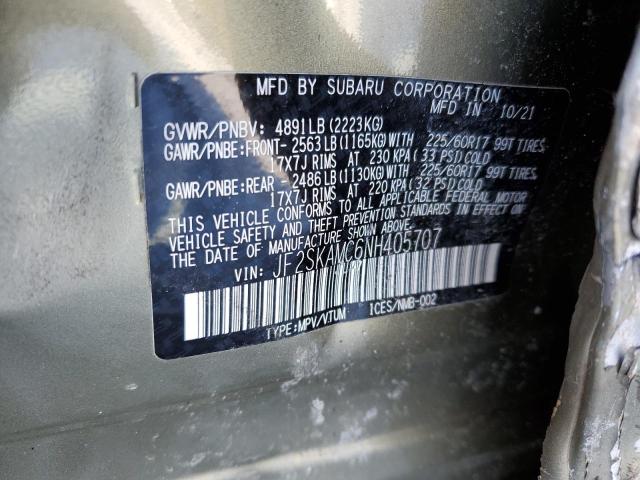 MFD BY SUBARU CORPORATION
MFD IN 10/21
GVWR/PNBV: 4891LB(2223KG)
GAWR/PNBE:FRONT- 2563LB(1165KG)WITH 225/60R17 99T TIRES
17X7J RIMS AT 230 KPA(33 PSI)COLD
GAWR/PNBE:REAR - 2486LB(1130KG)WITH 225/60R17 99T TIRES
17X7J RIMS AT 220 KPA(32 PSI)COLD
THIS VEHICLE CONFORMS TO ALL APPLICABLE FEDERAL MOTOR
VEHICLE SAFETY AND THEFT PREVENTION STANDARDS IN EFFECT ON
THE DATE OF MANUFACTURE SHOWN ABOVE.
VIN: JF2SKAVC6NH405707
TYPE:MPV/VTUM ICES/NMB-002